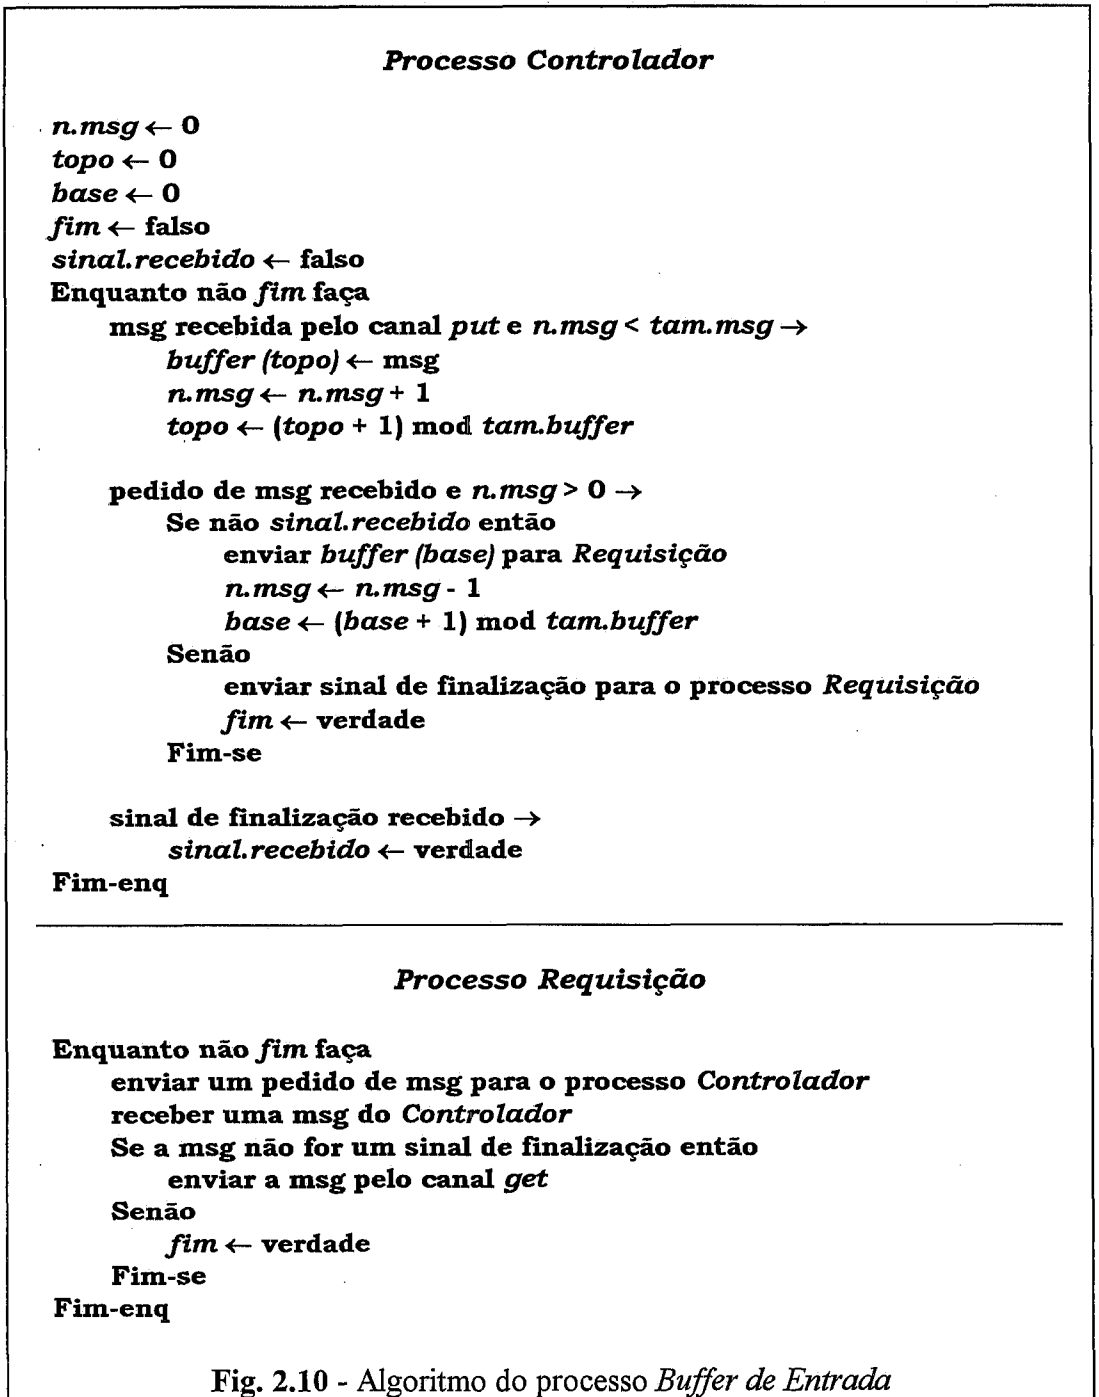 Processo Controlador
n.msg ← 0
topo ← 0
base ← 0
fim ← falso
sinal.recebido ← falso
Enquanto não fim faça
msg recebida pelo canal put e n.msg < tam.msg →
buffer (topo) ← msg
n.msg ← n.msg + 1
topo ← (topo + 1) mod tam.buffer
pedido de msg recebido e n.msg > 0 →
Se não sinal.recebido então
enviar buffer (base) para Requisição
n.msg ← n.msg - 1
base ← (base + 1) mod tam.buffer
Senão
enviar sinal de finalização para o processo Requisição
fim ← verdade
Fim-se
sinal de finalização recebido →
sinal.recebido ← verdade
Fim-enq
Processo Requisição
Enquanto não fim faça
enviar um pedido de msg para o processo Controlador
receber uma msg do Controlador
Se a msg não for um sinal de finalização então
enviar a msg pelo canal get
Senão
fim ← verdade
Fim-se
Fim-enq
Fig. 2.10 - Algoritmo do processo Buffer de Entrada